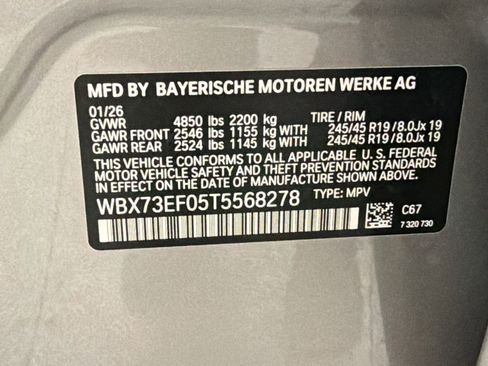 MFD BY BAYERISCHE MOTOREN WERKE AG
01/26
GVWR 4850 lbs 2200 kg TIRE / RIM
GAWR FRONT 2546 lbs 1155 kg WITH 245/45 R19 / 8.0Jx 19
GAWR REAR 2524 lbs 1145 kg WITH 245/45 R19 / 8.0Jx 19
THIS VEHICLE CONFORMS TO ALL APPLICABLE U.S. FEDERAL
MOTOR VEHICLE SAFETY AND THEFT PREVENTION STANDARDS
IN EFFECT ON THE DATE OF MANUFACTURE SHOWN ABOVE.
WBX73EF05T5568278 TYPE: MPV
C67
7 320 730